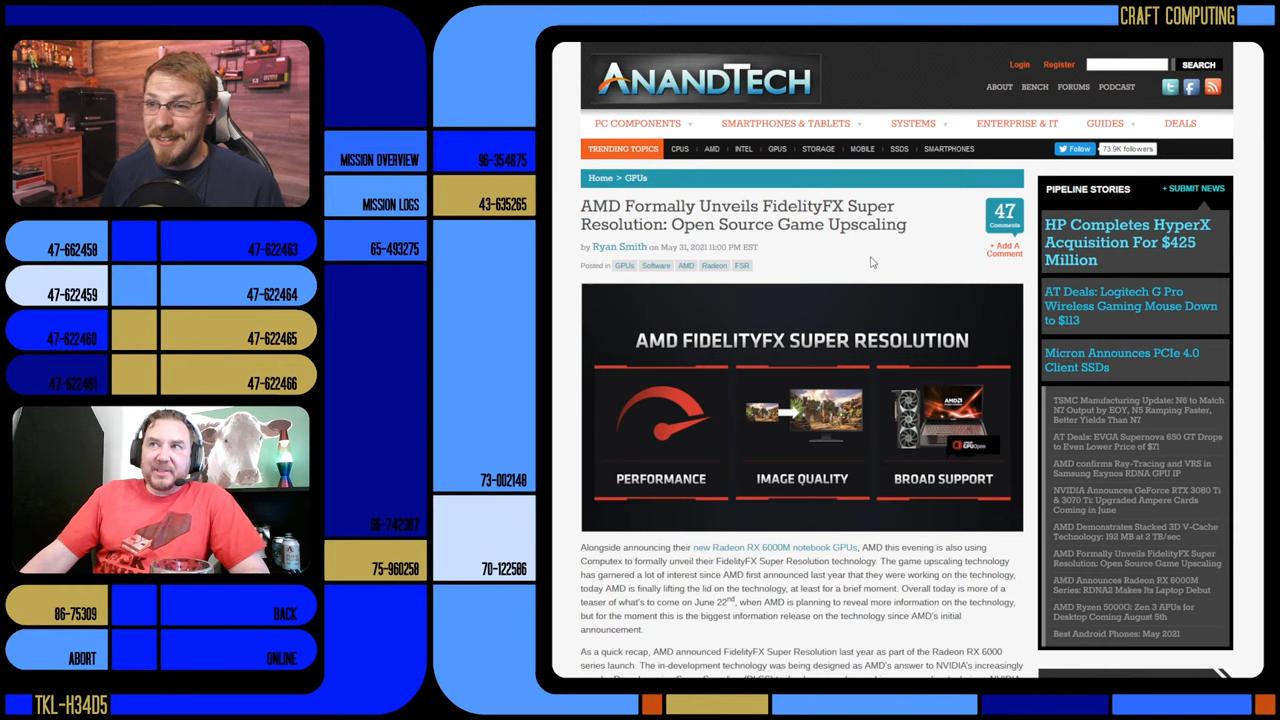 CRAFT COMPUTING
MISSION OVERVIEW
96-354875
MISSION LOGS
43-635265
47-662458
47-622463
65-493275
47-622459
47-622464
47-622460
47-622465
47-622461
47-622466
73-002148
75-960250
70-122506
86-75309
BACK
ABORT
ONLINE
TKL-H34D5
ANANDTECH
Login
Register
SEARCH
ABOUT
BENCH
FORUMS
PODCAST
PC COMPONENTS
SMARTPHONES & TABLETS
SYSTEMS
ENTERPRISE & IT
GUIDES
DEALS
TRENDING TOPICS
CPUS
AMD
INTEL
GPUS
STORAGE
MOBILE
SSDS
SMARTPHONES
Follow
73.9K followers
Home > GPUs
AMD Formally Unveils FidelityFX Super
Resolution: Open Source Game Upscaling
by Ryan Smith on May 31, 2021 11:00 PM EST
Posted in GPUs Software AMD Radeon FSR
47
Comments
+ Add A
Comment
AMD FIDELITYFX SUPER RESOLUTION
PERFORMANCE
IMAGE QUALITY
BROAD SUPPORT
Alongside announcing their new Radeon RX 6000M notebook GPUs, AMD this evening is also using
Computex to formally unveil their FidelityFX Super Resolution technology. The game upscaling technology
has garnered a lot of interest since AMD first announced last year that they were working on the technology,
today AMD is finally lifting the lid on the technology, at least for a brief moment. Overall today is more of a
teaser of what's to come on June 22nd, when AMD is planning to reveal more information on the technology,
but for the moment this is the biggest information release on the technology since AMD's initial
announcement.
As a quick recap, AMD announced FidelityFX Super Resolution last year as part of the Radeon RX 6000
series launch. The in-development technology was being designed as AMD's answer to NVIDIA's increasingly
PIPELINE STORIES
+ SUBMIT NEWS
HP Completes HyperX
Acquisition For $425
Million
AT Deals: Logitech G Pro
Wireless Gaming Mouse Down
to $113
Micron Announces PCIe 4.0
Client SSDs
TSMC Manufacturing Update: N6 to Match
N7 Output by EOY, N5 Ramping Faster,
Better Yields Than N7
AT Deals: EVGA Supernova 650 GT Drops
to Even Lower Price of $71
AMD confirms Ray-Tracing and VRS in
Samsung Exynos RDNA GPU IP
NVIDIA Announces GeForce RTX 3080 Ti
& 3070 Ti: Upgraded Ampere Cards
Coming in June
AMD Demonstrates Stacked 3D V-Cache
Technology: 192 MB at 2 TB/sec
AMD Formally Unveils FidelityFX Super
Resolution: Open Source Game Upscaling
AMD Announces Radeon RX 6000M
Series: RDNA2 Makes Its Laptop Debut
AMD Ryzen 5000G: Zen 3 APUs for
Desktop Coming August 5th
Best Android Phones: May 2021